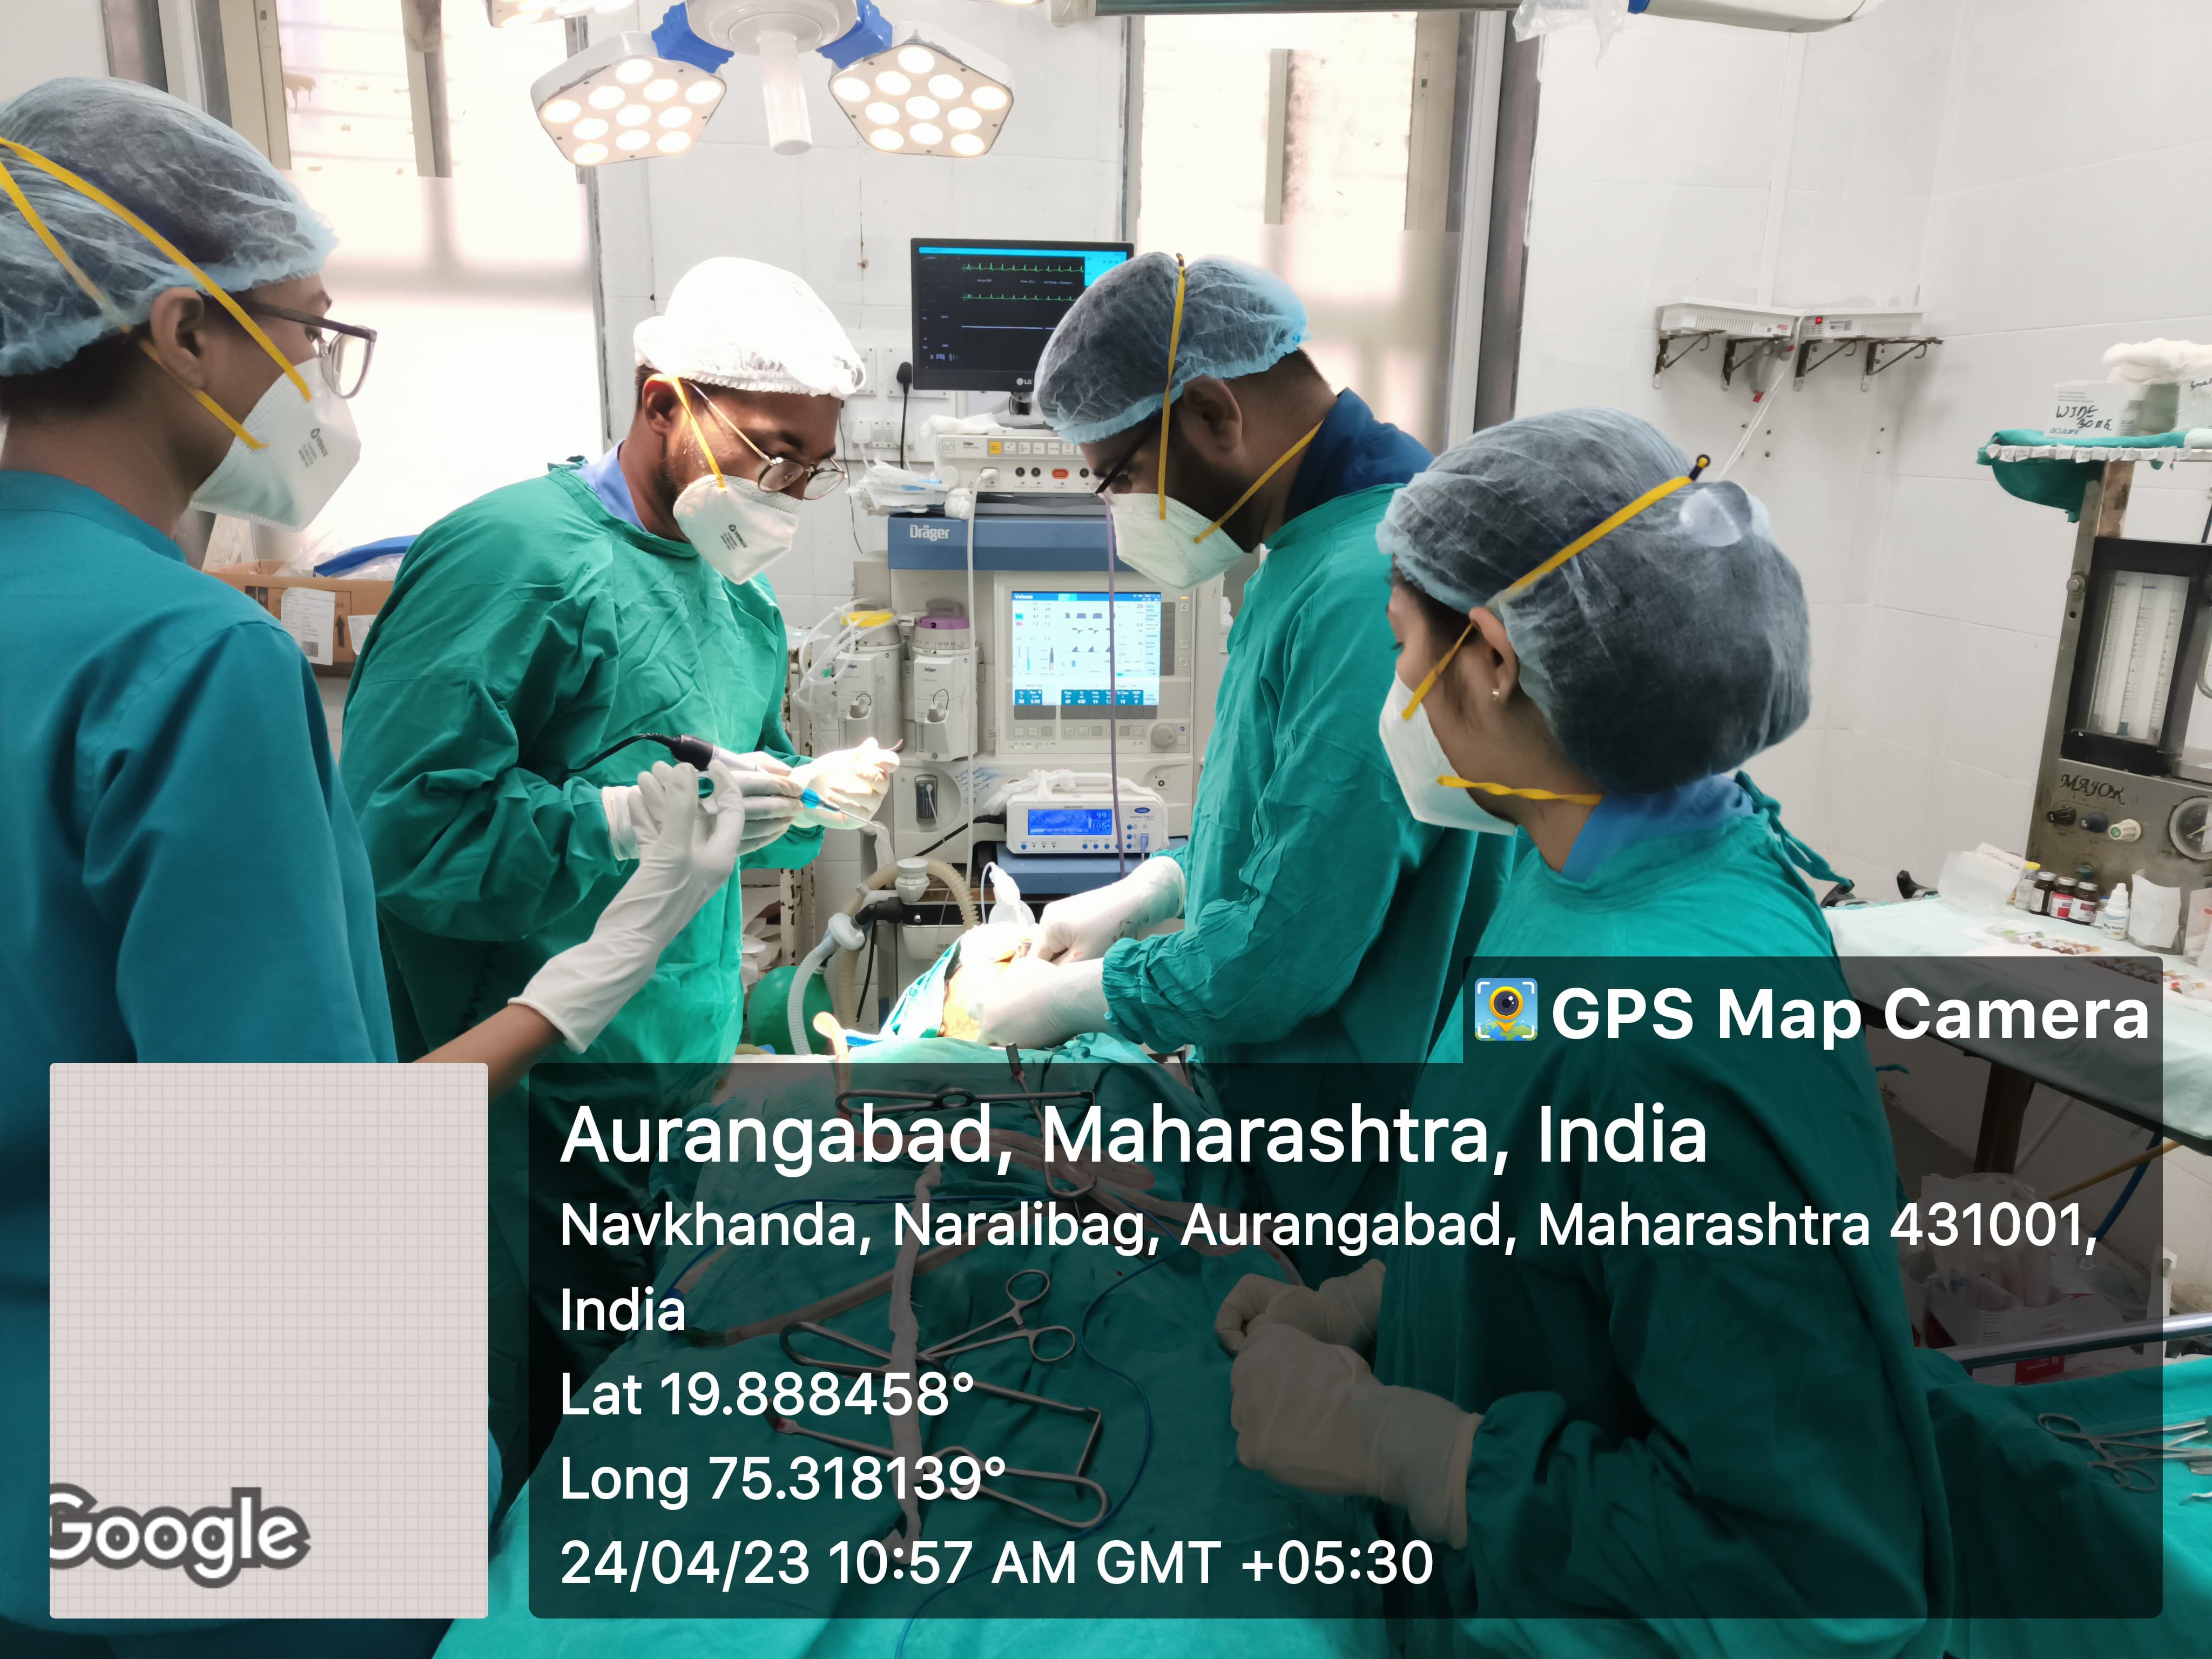 Dräger
LG
WIDE
MAJOR
GPS Map Camera
Aurangabad, Maharashtra, India
Navkhanda, Naralibag, Aurangabad, Maharashtra 431001,
India
Lat 19.888458°
Long 75.318139°
24/04/23 10:57 AM GMT +05:30
Google